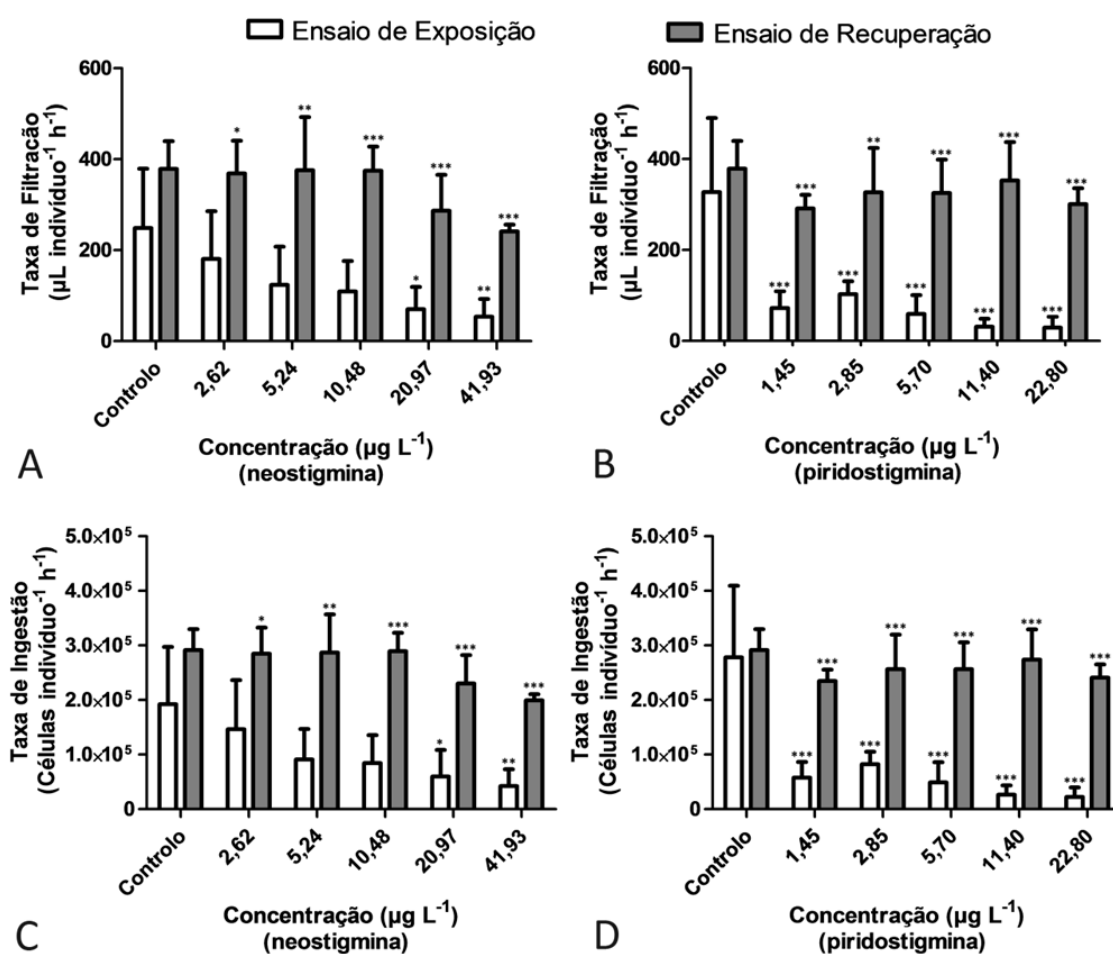 Ensaio de Exposição
Ensaio de Recuperação
Taxa de Filtração
(µL indivíduo⁻¹ h⁻¹)
600
400
200
0
* ** *** *** ***
* **
Controlo 2,62 5,24 10,48 20,97 41,93
Concentração (µg L⁻¹)
(neostigmina)
A
Taxa de Filtração
(µL indivíduo⁻¹ h⁻¹)
600
400
200
0
*** ** *** *** ***
*** *** *** *** ***
Controlo 1,45 2,85 5,70 11,40 22,80
Concentração (µg L⁻¹)
(piridostigmina)
B
Taxa de Ingestão
(Células indivíduo⁻¹ h⁻¹)
5.0×10⁵
4.0×10⁵
3.0×10⁵
2.0×10⁵
1.0×10⁵
0
* ** *** *** ***
* **
Controlo 2,62 5,24 10,48 20,97 41,93
Concentração (µg L⁻¹)
(neostigmina)
C
Taxa de Ingestão
(Células indivíduo⁻¹ h⁻¹)
5.0×10⁵
4.0×10⁵
3.0×10⁵
2.0×10⁵
1.0×10⁵
0
*** *** *** *** ***
*** *** *** *** ***
Controlo 1,45 2,85 5,70 11,40 22,80
Concentração (µg L⁻¹)
(piridostigmina)
D